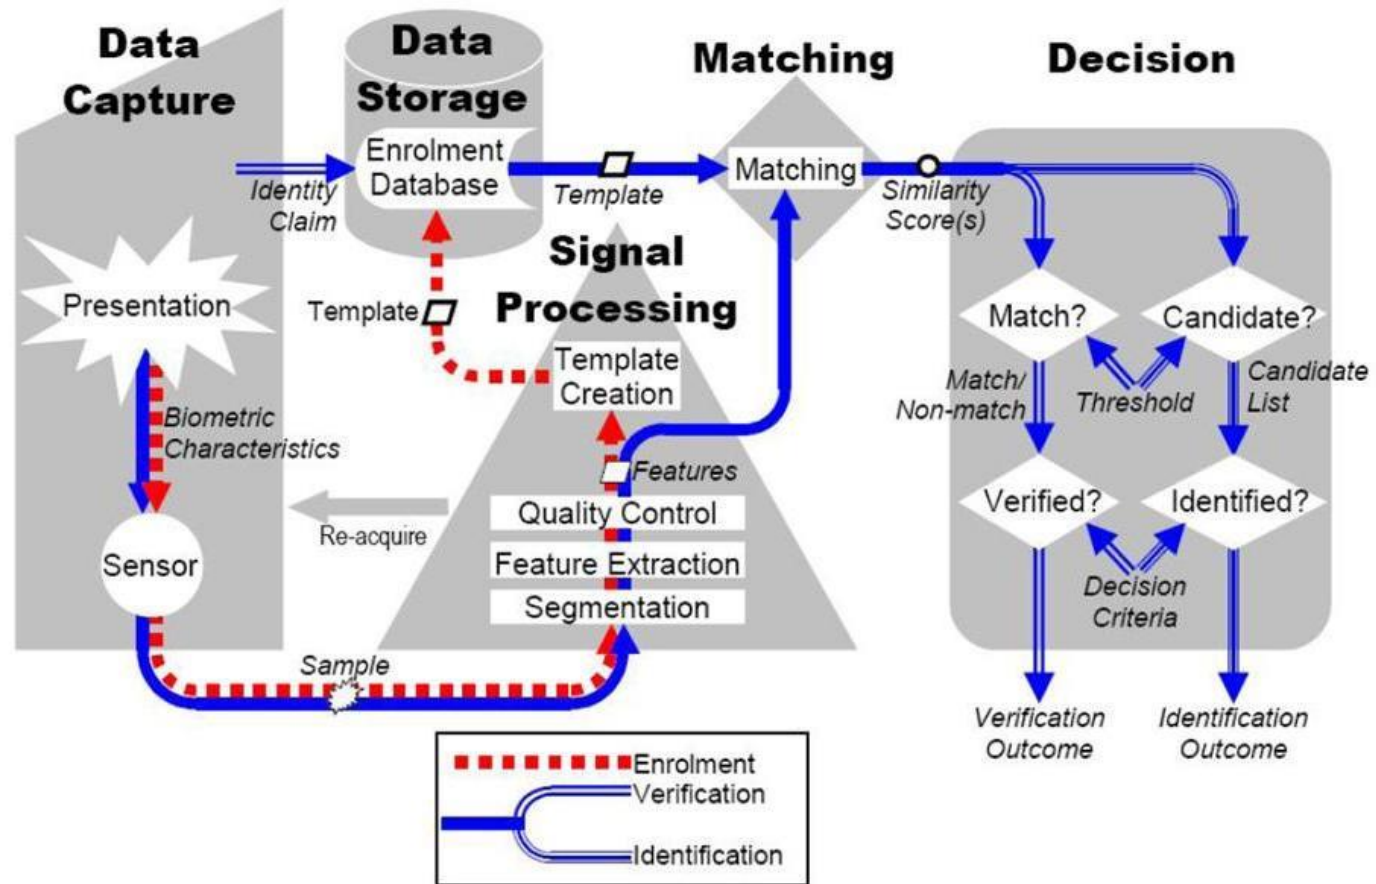 Data
Capture
Data
Storage
Matching
Decision
Enrolment
Database
Identity
Claim
Template
Matching
Similarity
Score(s)
Presentation
Template
Signal
Processing
Template
Creation
Match?
Candidate?
Biometric
Characteristics
Match/
Non-match
Threshold
Candidate
List
Features
Re-acquire
Quality Control
Feature Extraction
Segmentation
Sensor
Verified?
Identified?
Decision
Criteria
Sample
Verification
Outcome
Identification
Outcome
Enrolment
Verification
Identification